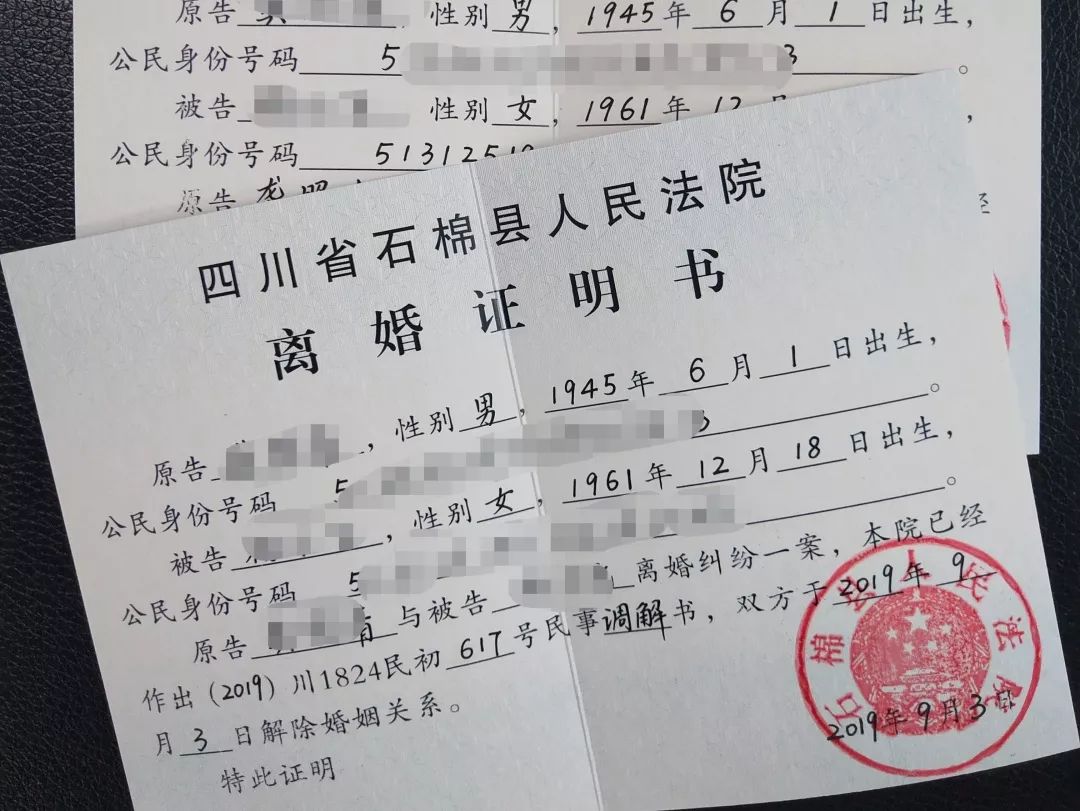 原告 性别男，1945年6月1日出生，
公民身份号码5 3。
被告 性别女，1961年12
公民身份号码 513125
原告
四川省石棉县人民法院
离婚证明书
原告 ，性别男，1945年6月1日出生，
公民身份号码5 。
被告 ，性别女，1961年12月18日出生，
公民身份号码5 。
原告 与被告 离婚纠纷一案，本院已经
作出（2019）川1824民初617号民事调解书，双方于2019年9
月3日解除婚姻关系。
特此证明
2019年9月3日